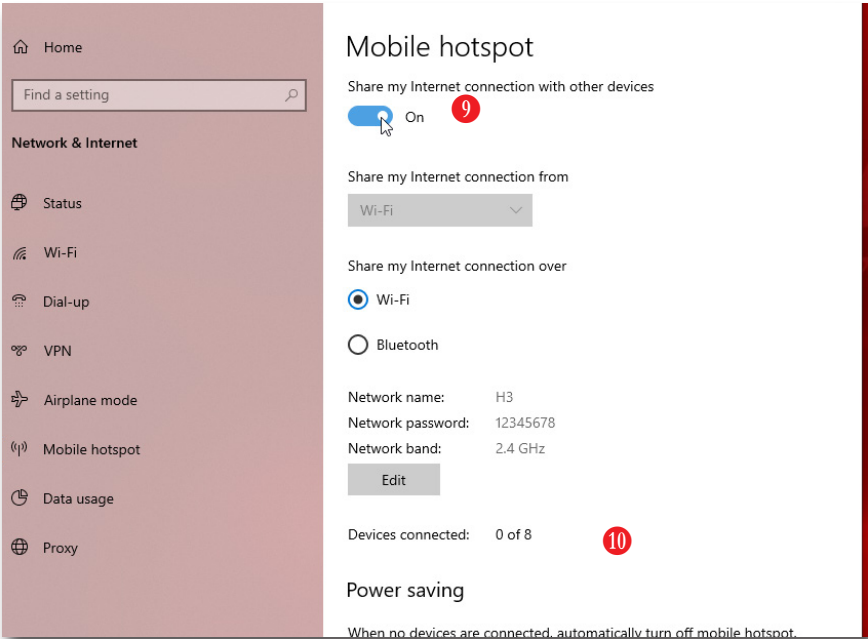 Home
Find a setting
Network & Internet
Status
Wi-Fi
Dial-up
VPN
Airplane mode
Mobile hotspot
Data usage
Proxy
Mobile hotspot
Share my Internet connection with other devices
On 9
Share my Internet connection from
Wi-Fi
Share my Internet connection over
Wi-Fi
Bluetooth
Network name: H3
Network password: 12345678
Network band: 2.4 GHz
Edit
Devices connected: 0 of 8 10
Power saving
When no devices are connected, automatically turn off mobile hotspot.